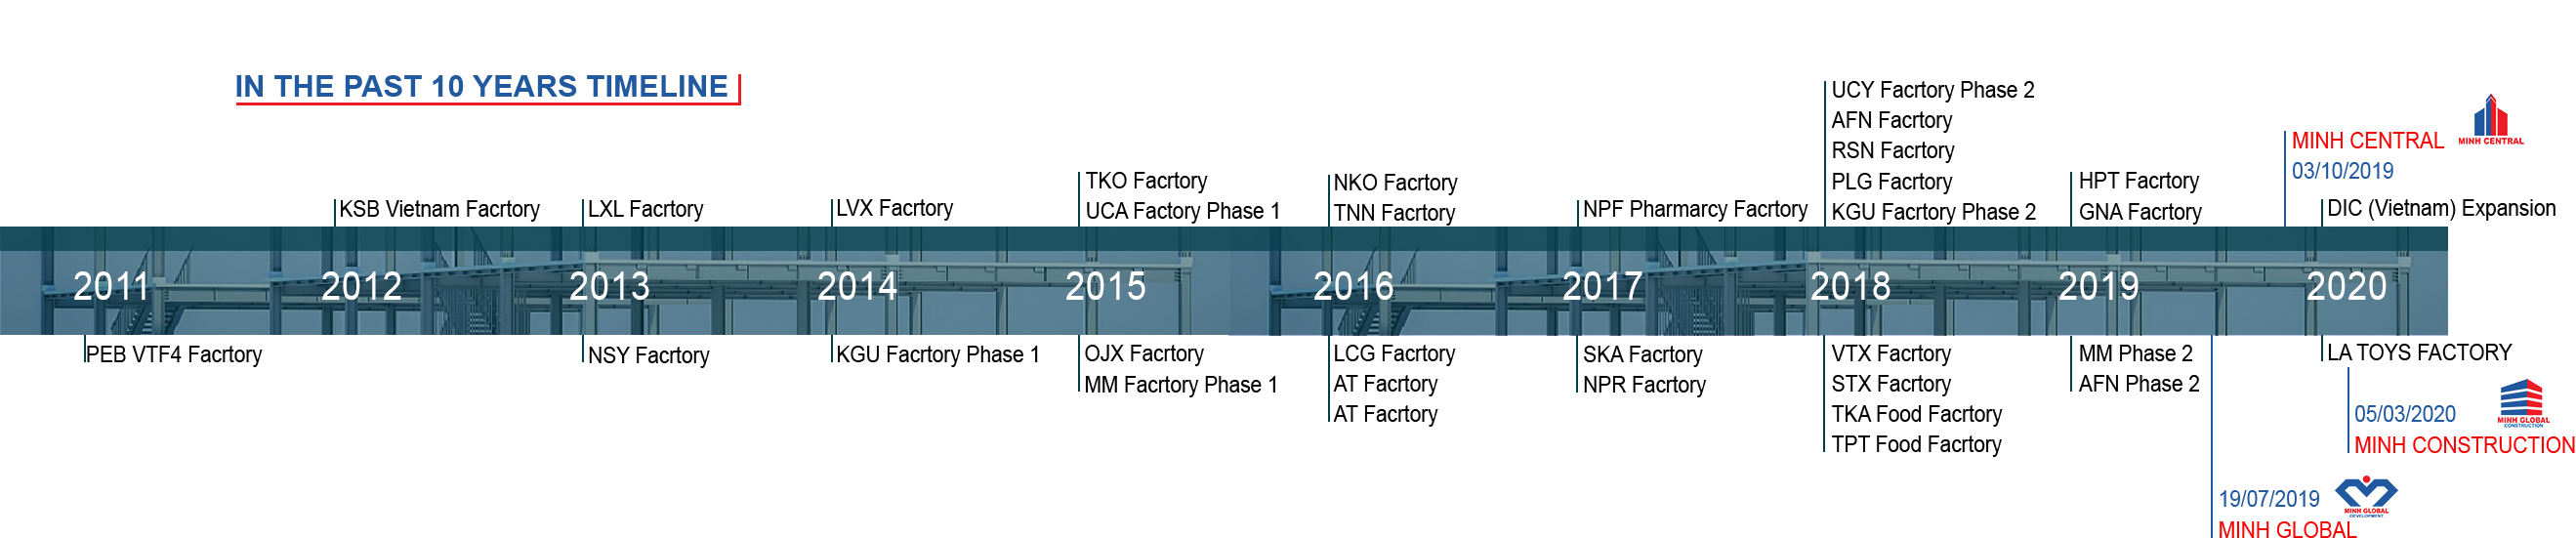 IN THE PAST 10 YEARS TIMELINE
UCY Facrtory Phase 2
AFN Facrtory
RSN Facrtory
PLG Facrtory
KGU Facrtory Phase 2
MINH CENTRAL
MINH CENTRAL
03/10/2019
TKO Facrtory
UCA Factory Phase 1
NKO Facrtory
TNN Facrtory
HPT Facrtory
GNA Facrtory
KSB Vietnam Facrtory
LXL Facrtory
LVX Facrtory
NPF Pharmarcy Facrtory
DIC (Vietnam) Expansion
2011
2012
2013
2014
2015
2016
2017
2018
2019
2020
PEB VTF4 Facrtory
NSY Facrtory
KGU Facrtory Phase 1
OJX Facrtory
MM Facrtory Phase 1
LCG Facrtory
AT Facrtory
AT Facrtory
SKA Facrtory
NPR Facrtory
VTX Facrtory
STX Facrtory
TKA Food Facrtory
TPT Food Facrtory
MM Phase 2
AFN Phase 2
LA TOYS FACTORY
05/03/2020
MINH GLOBAL
CONSTRUCTION
MINH CONSTRUCTION
19/07/2019
MINH GLOBAL
DEVELOPMENT
MINH GLOBAL